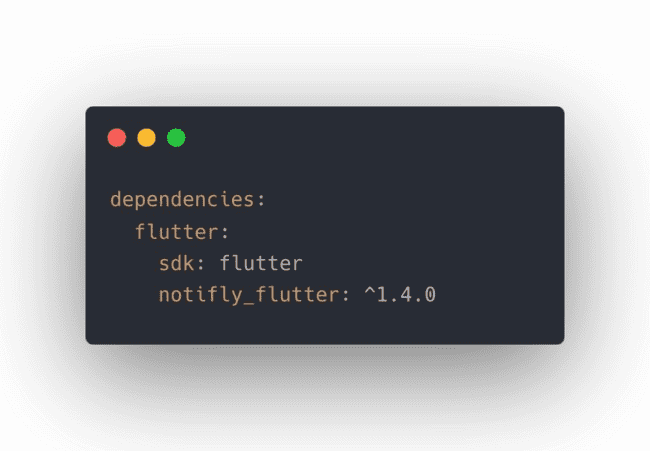 dependencies:
  flutter:
    sdk: flutter
    notifly_flutter: ^1.4.0